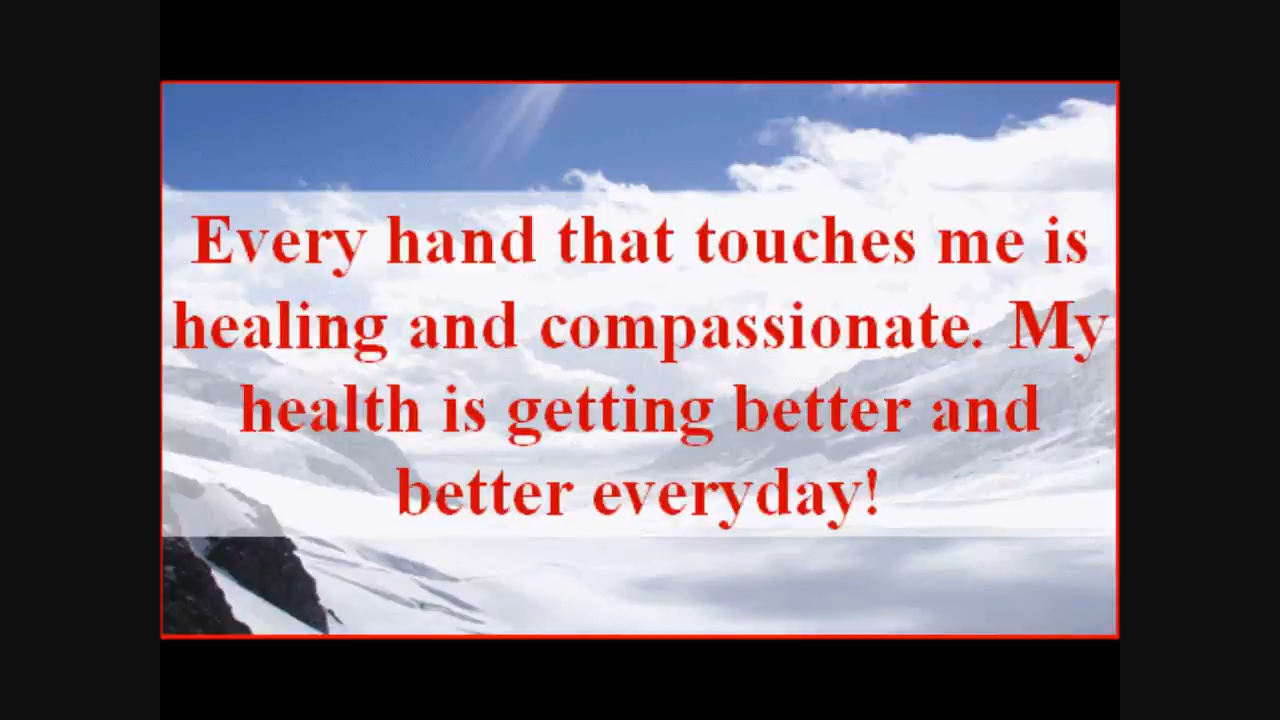 Every hand that touches me is
healing and compassionate. My
health is getting better and
better everyday!